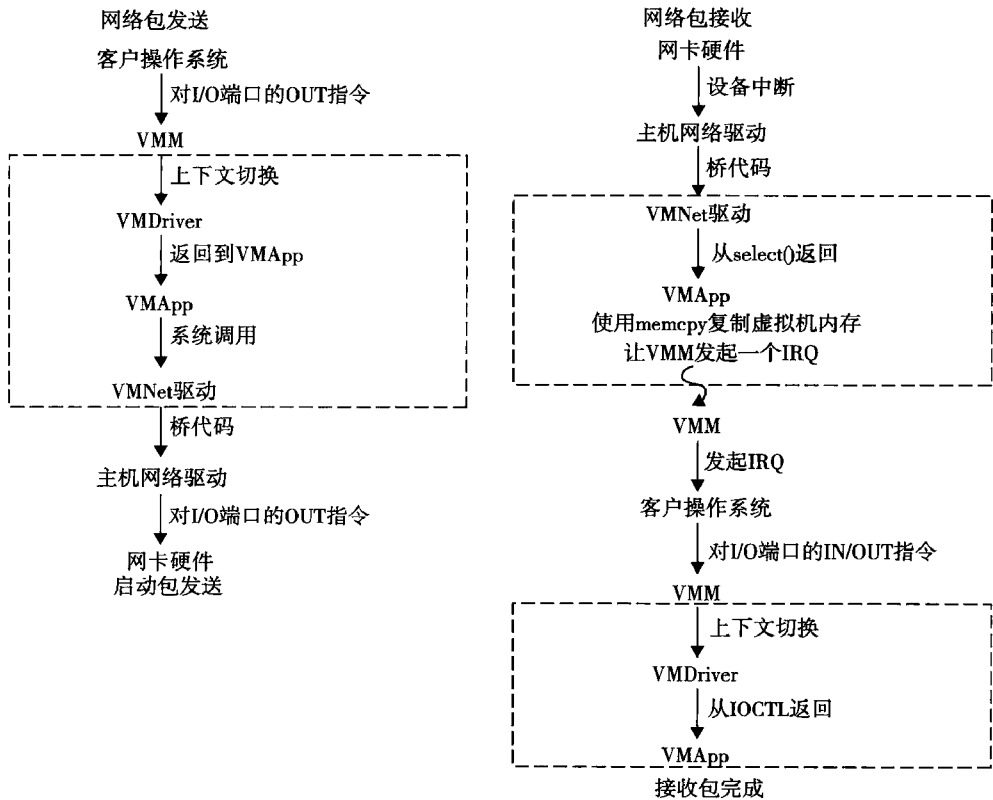 网络包发送
客户操作系统
对I/O端口的OUT指令
VMM
上下文切换
VMDriver
返回到VMApp
VMApp
系统调用
VMNet驱动
桥代码
主机网络驱动
对I/O端口的OUT指令
网卡硬件
启动包发送
网络包接收
网卡硬件
设备中断
主机网络驱动
桥代码
VMNet驱动
从select()返回
VMApp
使用memcpy复制虚拟机内存
让VMM发起一个IRQ
VMM
发起IRQ
客户操作系统
对I/O端口的IN/OUT指令
VMM
上下文切换
VMDriver
从IOCTL返回
VMApp
接收包完成